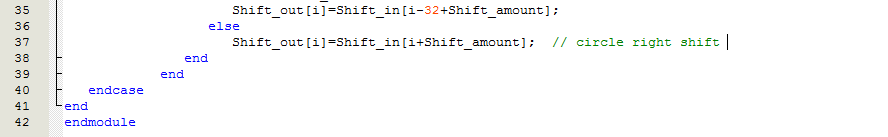 35 Shift_out[i]=Shift_in[i-32+Shift_amount];
36 else
37 Shift_out[i]=Shift_in[i+Shift_amount]; // circle right shift
38 end
39 end
40 endcase
41 end
42 endmodule